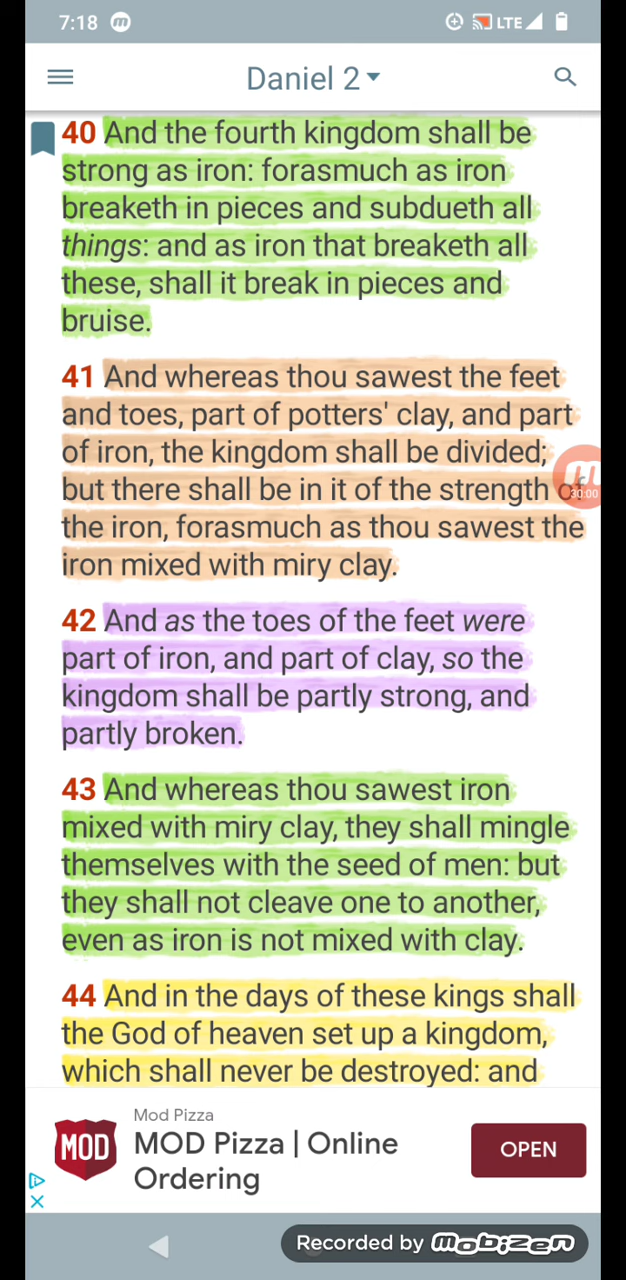 7:18
LTE
Daniel 2
40 And the fourth kingdom shall be
strong as iron: forasmuch as iron
breaketh in pieces and subdueth all
things: and as iron that breaketh all
these, shall it break in pieces and
bruise.
41 And whereas thou sawest the feet
and toes, part of potters' clay, and part
of iron, the kingdom shall be divided;
but there shall be in it of the strength of
30:00
the iron, forasmuch as thou sawest the
iron mixed with miry clay.
42 And as the toes of the feet were
part of iron, and part of clay, so the
kingdom shall be partly strong, and
partly broken.
43 And whereas thou sawest iron
mixed with miry clay, they shall mingle
themselves with the seed of men: but
they shall not cleave one to another,
even as iron is not mixed with clay.
44 And in the days of these kings shall
the God of heaven set up a kingdom,
which shall never be destroyed: and
Mod Pizza
MOD
MOD Pizza | Online
Ordering
OPEN
Recorded by mobizen